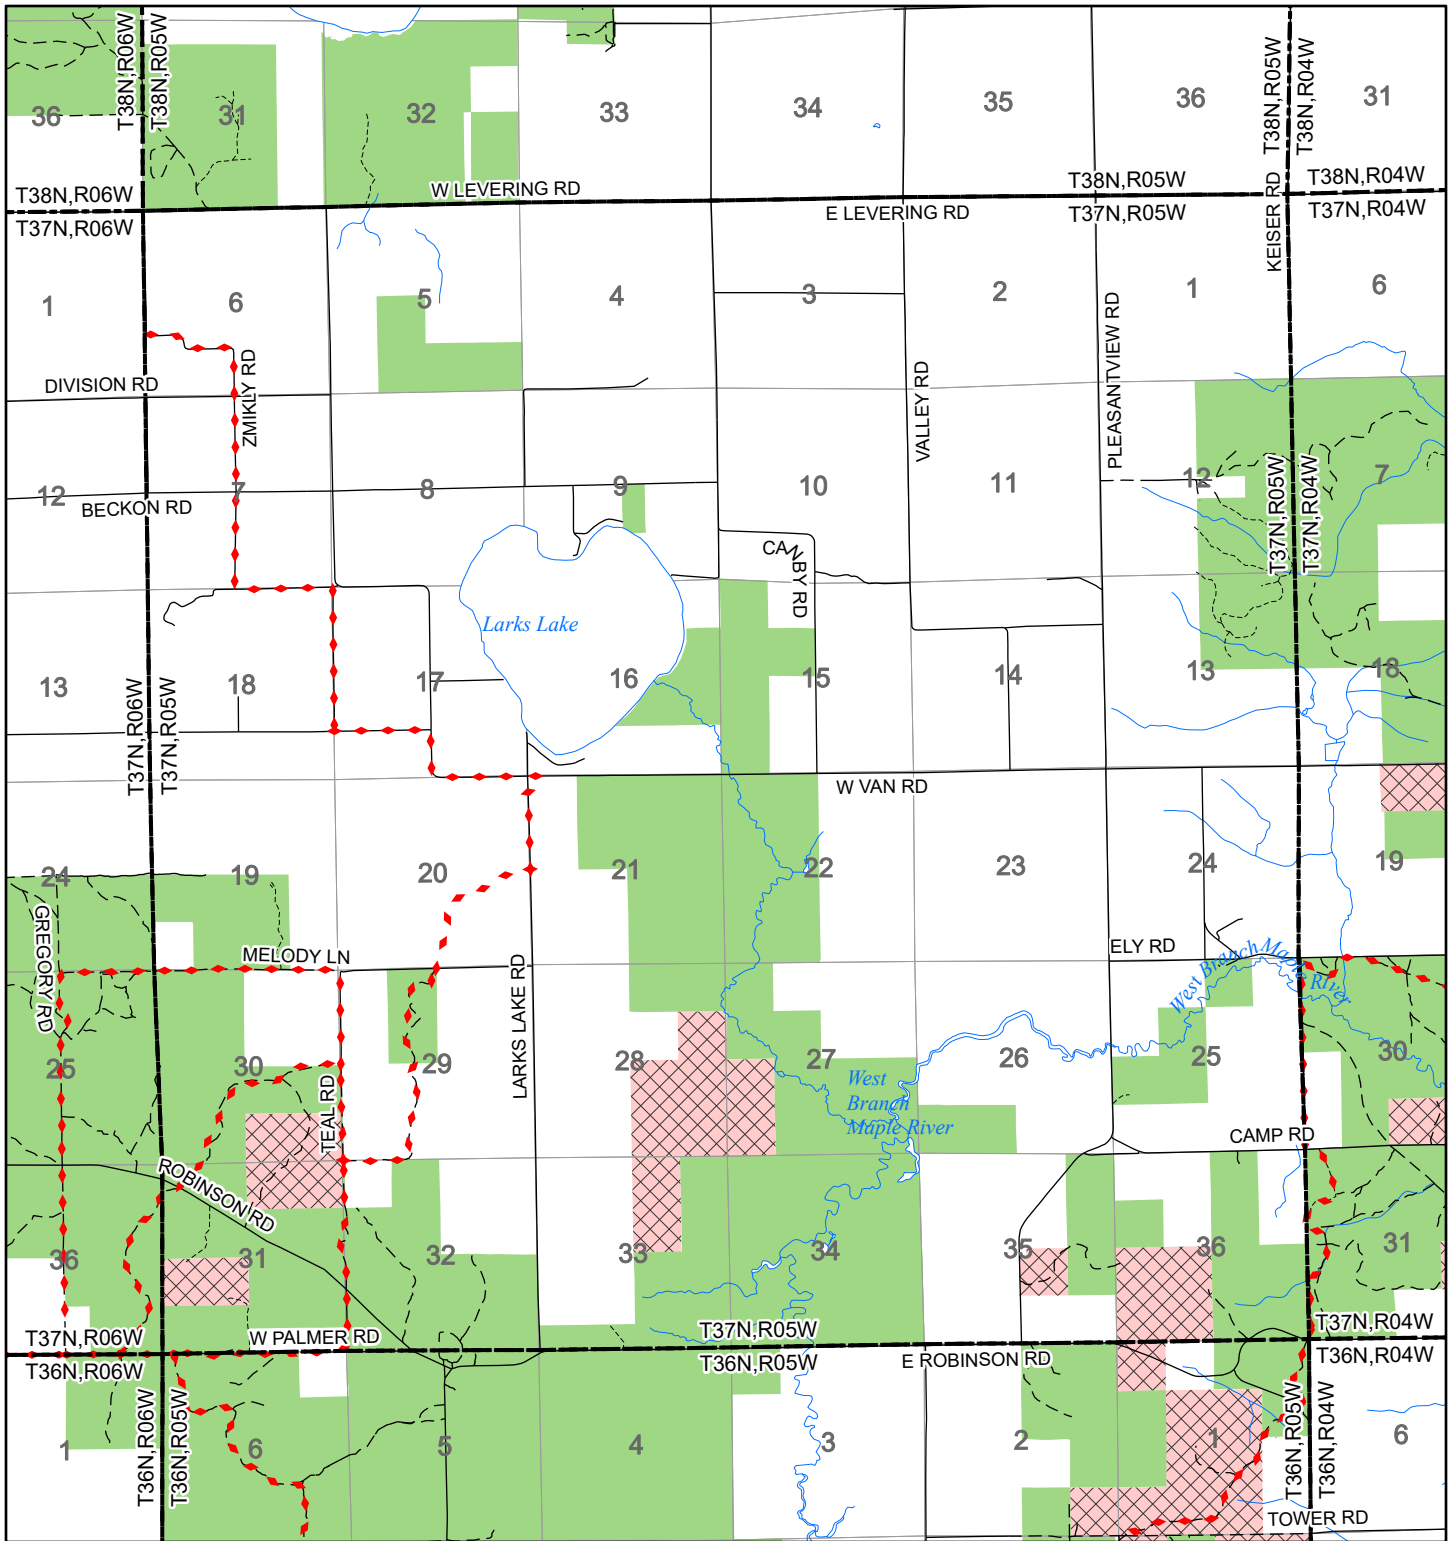 T38N,R06W
T38N,R05W
T38N,R05W
T38N,R04W
36
31
32
33
34
35
36
31
T38N,R06W
W LEVERING RD
T38N,R05W
KEISER RD
T38N,R04W
T37N,R06W
E LEVERING RD
T37N,R05W
T37N,R04W
1
6
5
4
3
2
1
6
DIVISION RD
ZMIKLY RD
VALLEY RD
PLEASANTVIEW RD
12
BECKON RD
7
8
9
10
11
12
7
T37N,R05W
T37N,R04W
CANBY RD
Larks Lake
13
18
17
16
15
14
13
18
T37N,R06W
T37N,R05W
W VAN RD
24
19
20
21
22
23
24
19
GREGORY RD
MELODY LN
LARKS LAKE RD
ELY RD
West Branch Maple River
25
30
29
28
27
26
25
30
TEAL RD
West
Branch
Maple River
CAMP RD
ROBINSON RD
36
31
32
33
34
35
36
31
T37N,R06W
W PALMER RD
T37N,R05W
T37N,R04W
T36N,R06W
T36N,R05W
E ROBINSON RD
T36N,R04W
T36N,R06W
T36N,R05W
T36N,R05W
T36N,R04W
1
6
5
4
3
2
1
6
TOWER RD